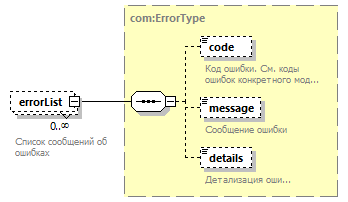 com:ErrorType
code
Код ошибки. См. коды
ошибок конкретного мод...
errorList
0..∞
Список сообщений об
ошибках
message
Сообщение ошибки
details
Детализация оши...